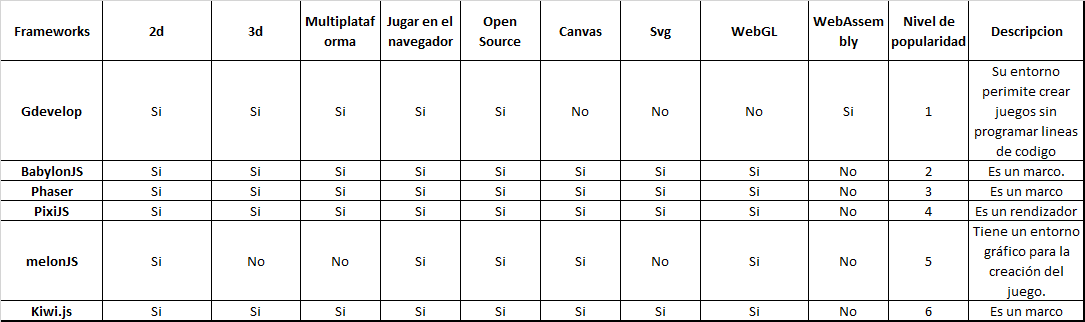 Frameworks 2d 3d Multiplataf Jugar en el Open Canvas Svg WebGL WebAssem Nivel de Descripcion
orma navegador Source bly popularidad
Gdevelop Si Si Si Si Si No No No Si 1 Su entorno
perimite crear
juegos sin
programar lineas
de codigo
BabylonJS Si Si Si Si Si Si Si Si No 2 Es un marco.
Phaser Si Si Si Si Si Si Si Si No 3 Es un marco
PixiJS Si Si Si Si Si Si Si Si No 4 Es un rendizador
melonJS Si No No Si Si Si No Si No 5 Tiene un entorno
gráfico para la
creación del
juego.
Kiwi.js Si Si Si Si Si Si Si Si No 6 Es un marco